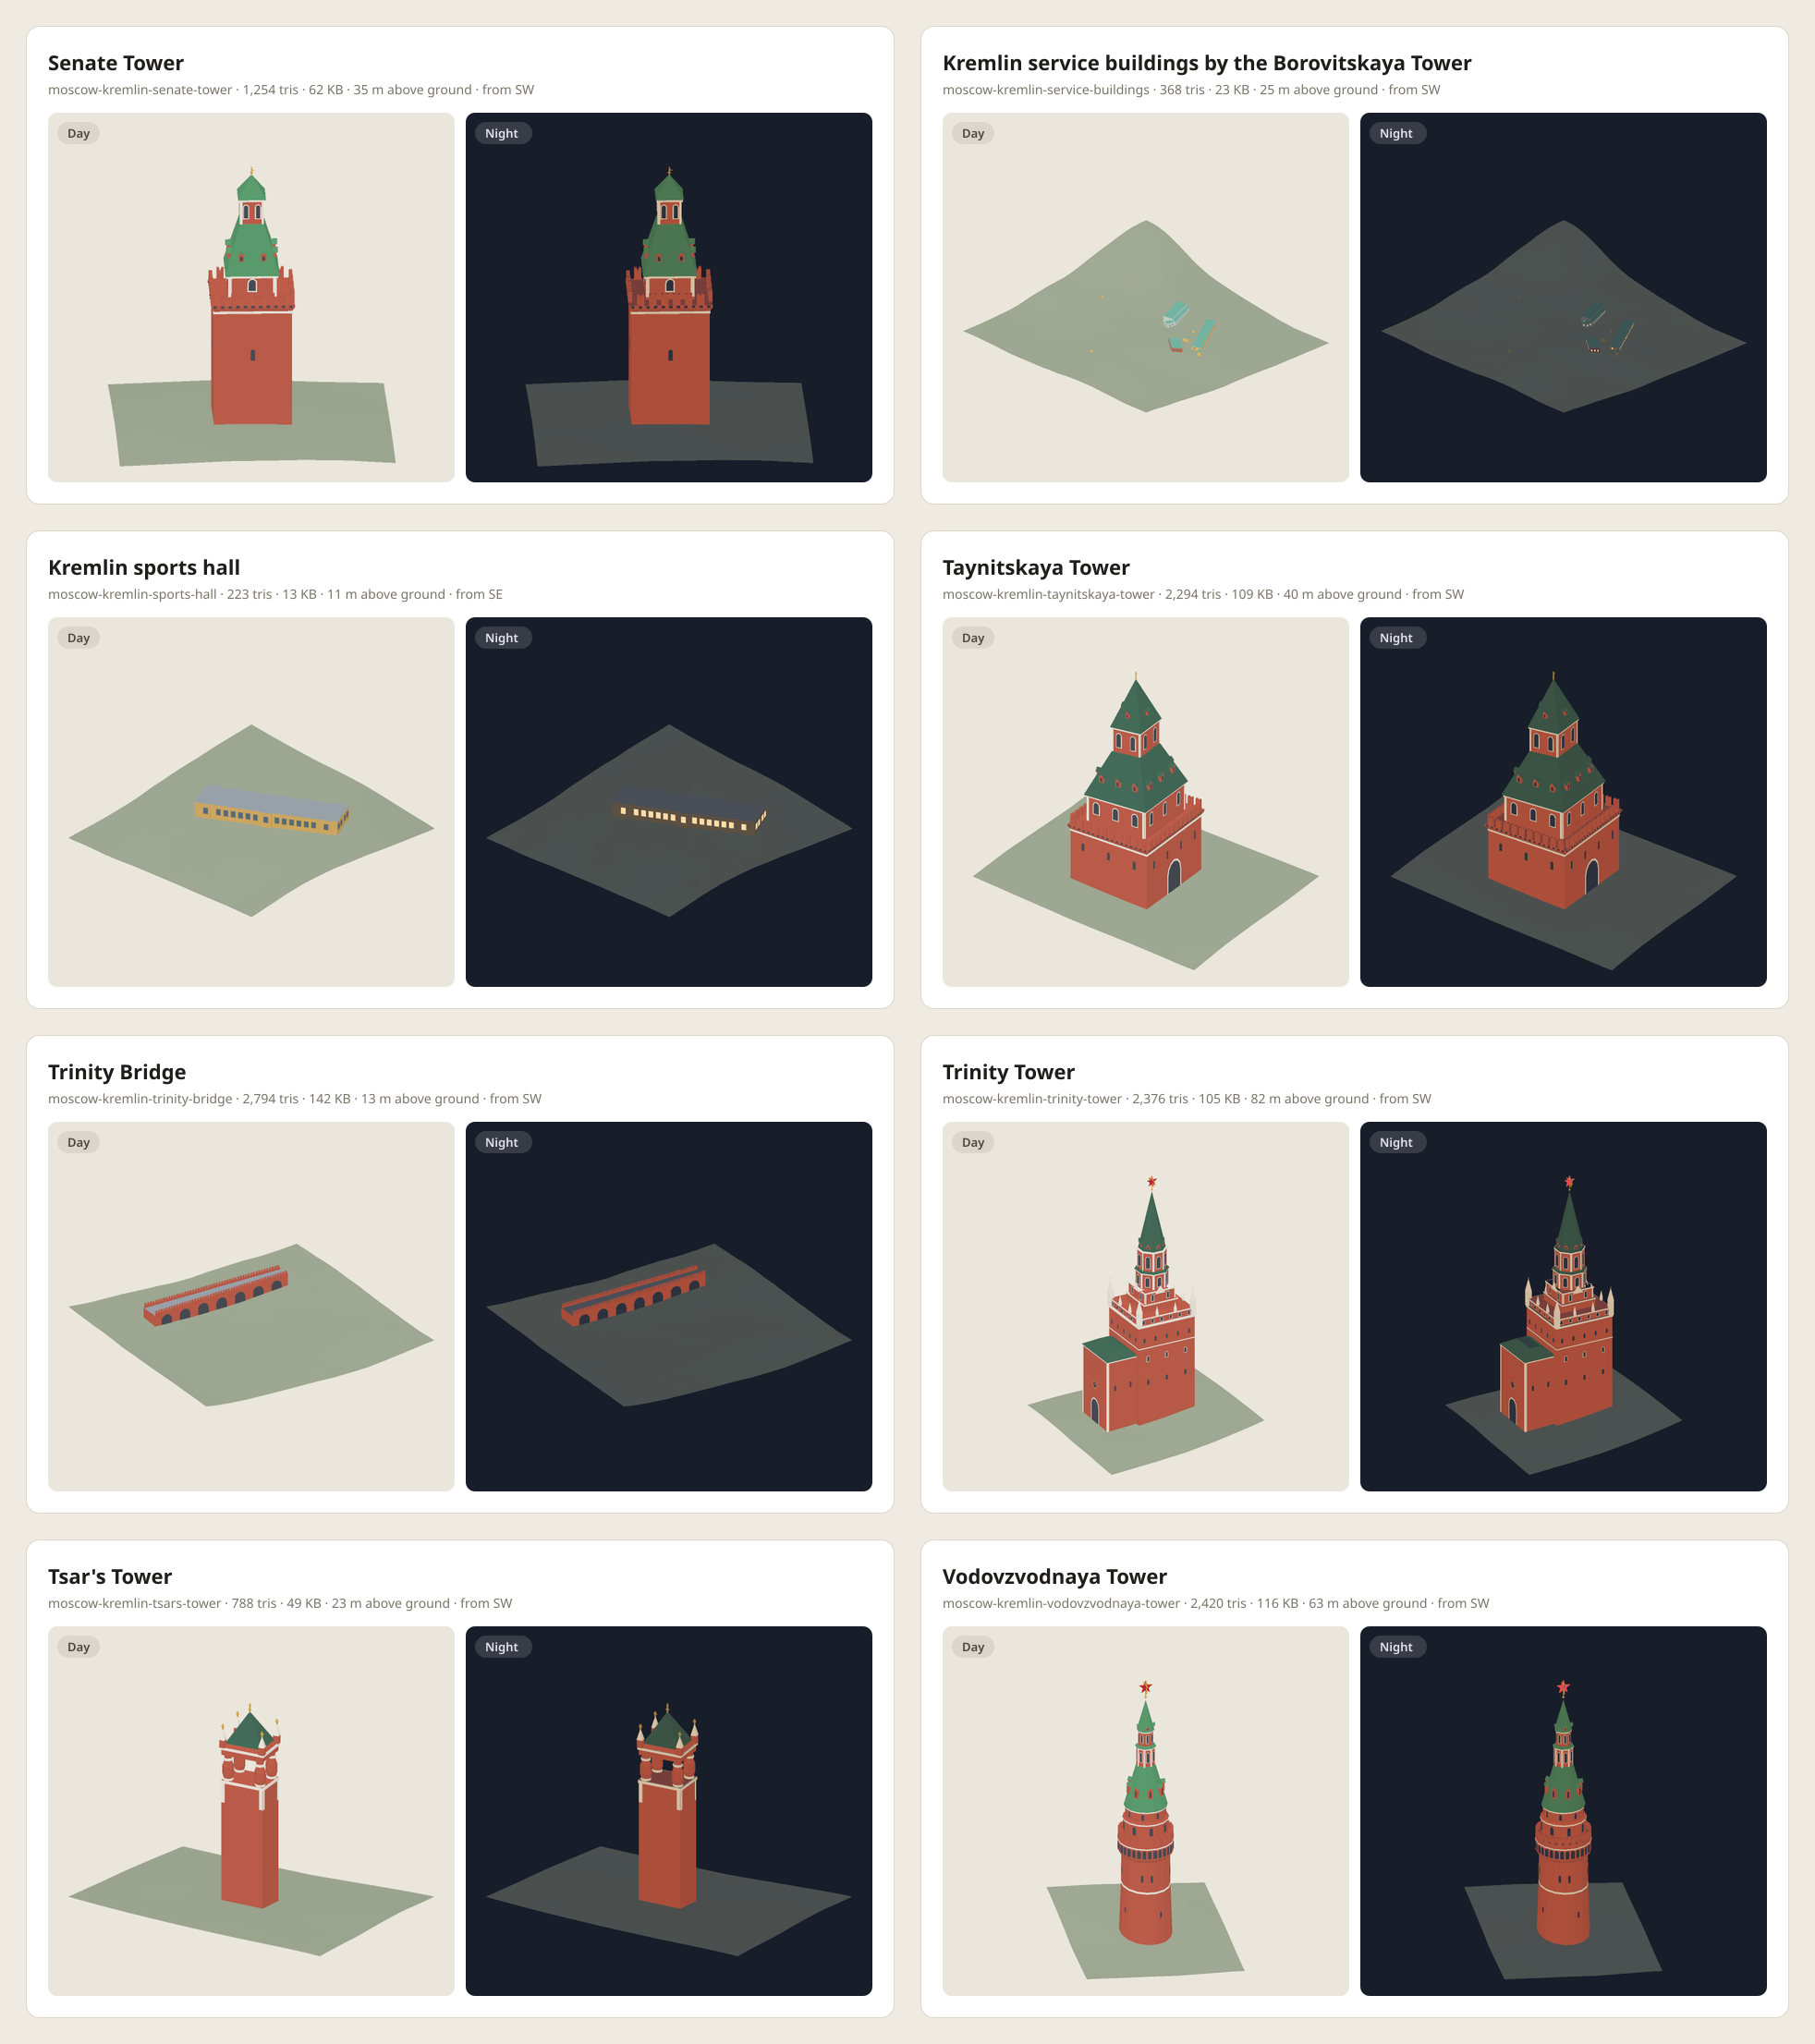 Senate Tower
moscow-kremlin-senate-tower · 1,254 tris · 62 KB · 35 m above ground · from SW
Day
Night
Kremlin service buildings by the Borovitskaya Tower
moscow-kremlin-service-buildings · 368 tris · 23 KB · 25 m above ground · from SW
Day
Night
Kremlin sports hall
moscow-kremlin-sports-hall · 223 tris · 13 KB · 11 m above ground · from SE
Day
Night
Taynitskaya Tower
moscow-kremlin-taynitskaya-tower · 2,294 tris · 109 KB · 40 m above ground · from SW
Day
Night
Trinity Bridge
moscow-kremlin-trinity-bridge · 2,794 tris · 142 KB · 13 m above ground · from SW
Day
Night
Trinity Tower
moscow-kremlin-trinity-tower · 2,376 tris · 105 KB · 82 m above ground · from SW
Day
Night
Tsar's Tower
moscow-kremlin-tsars-tower · 788 tris · 49 KB · 23 m above ground · from SW
Day
Night
Vodovzvodnaya Tower
moscow-kremlin-vodovzvodnaya-tower · 2,420 tris · 116 KB · 63 m above ground · from SW
Day
Night